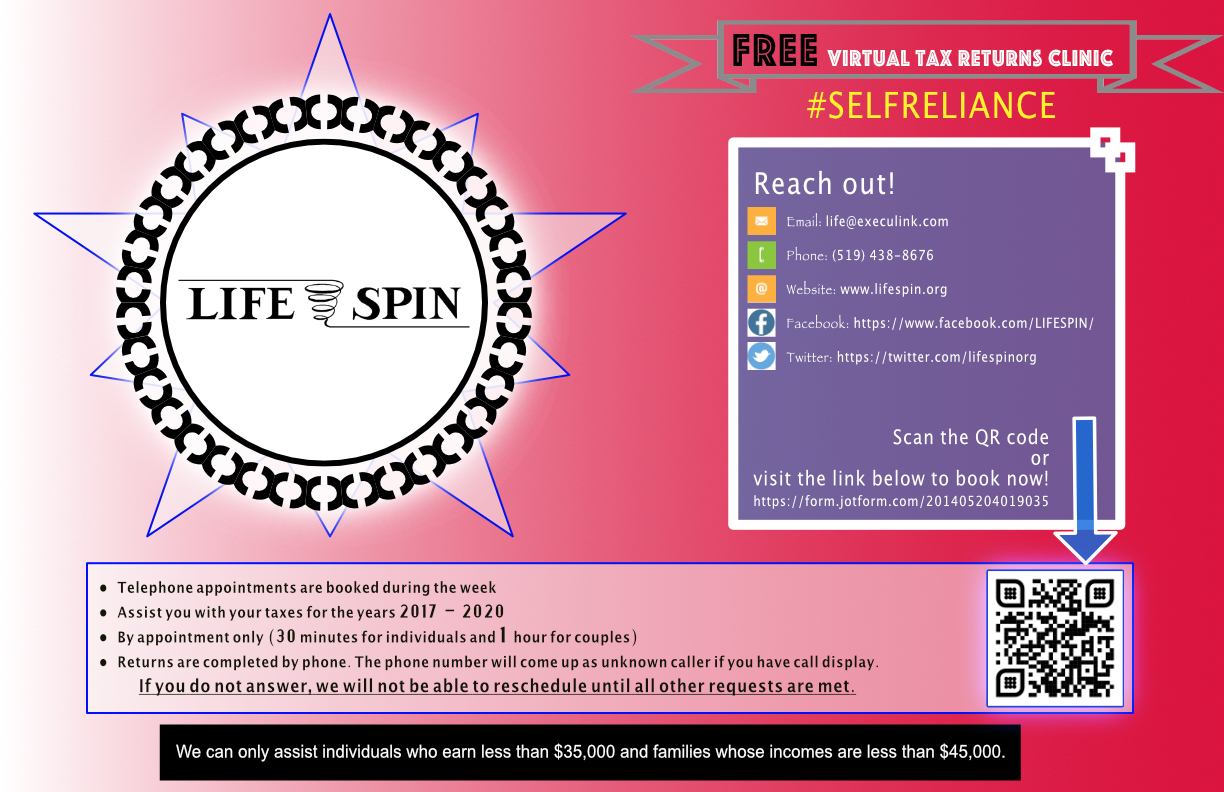 FREE VIRTUAL TAX RETURNS CLINIC
#SELFRELIANCE
LIFE SPIN
Reach out!
Email: life@execulink.com
Phone: (519) 438-8676
Website: www.lifespin.org
Facebook: https://www.facebook.com/LIFESPIN/
Twitter: https://twitter.com/lifespinorg
Scan the QR code
or
visit the link below to book now!
https://form.jotform.com/201405204019035
• Telephone appointments are booked during the week
• Assist you with your taxes for the years 2017 - 2020
• By appointment only (30 minutes for individuals and 1 hour for couples)
• Returns are completed by phone. The phone number will come up as unknown caller if you have call display.
If you do not answer, we will not be able to reschedule until all other requests are met.
We can only assist individuals who earn less than $35,000 and families whose incomes are less than $45,000.